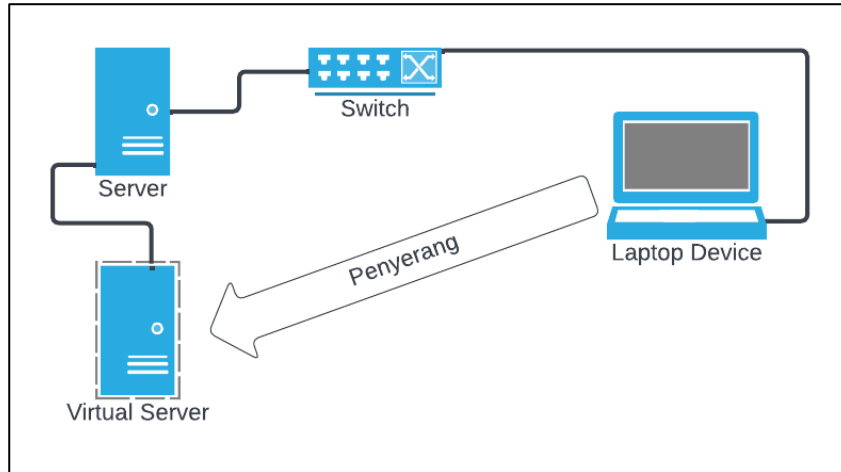 Switch
Server
Laptop Device
Penyerang
Virtual Server